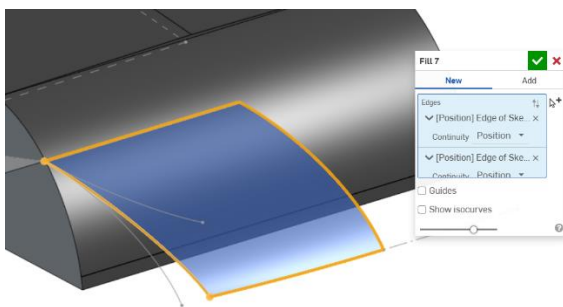 Fill 7
New
Add
Edges
[Position] Edge of Ske...
Continuity Position
[Position] Edge of Ske...
Continuity Position
Guides
Show isocurves